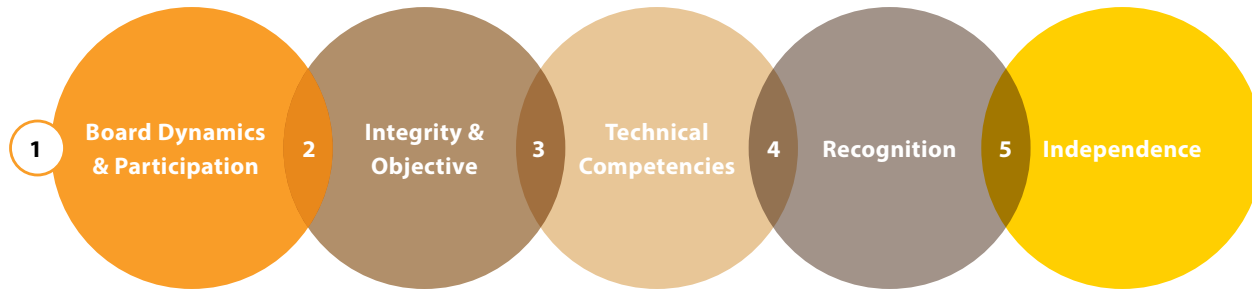 1
Board Dynamics
& Participation
2
Integrity &
Objective
3
Technical
Competencies
4
Recognition
5
Independence